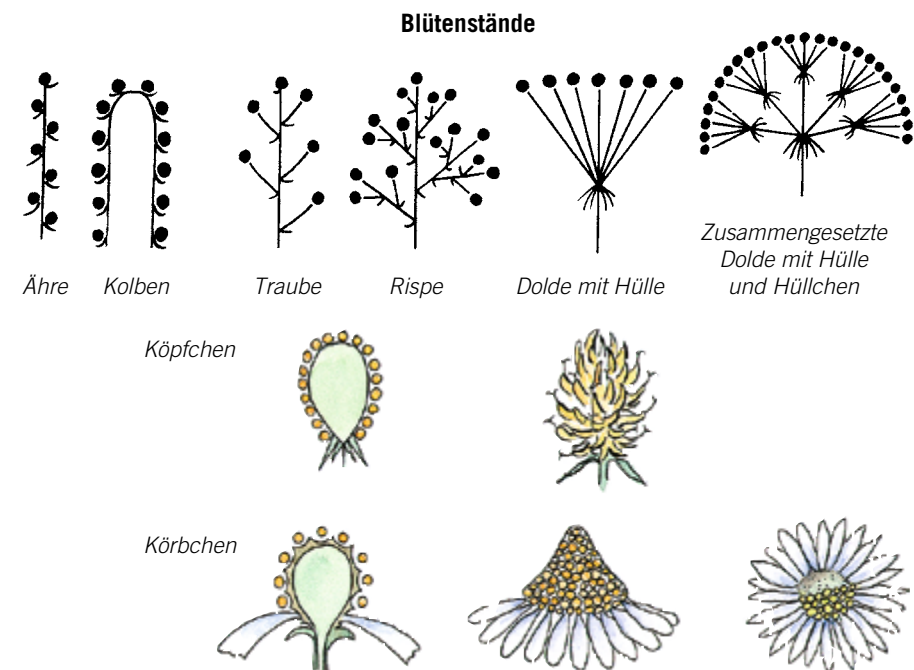 Blütenstände
Ähre
Kolben
Traube
Rispe
Dolde mit Hülle
Zusammengesetzte
Dolde mit Hülle
und Hüllchen
Köpfchen
Körbchen